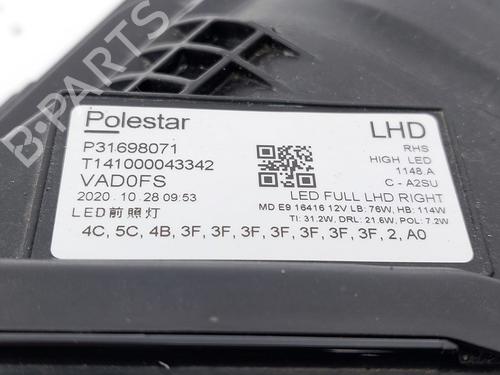 Polestar
LHD
P31698071
T141000043342
VAD0FS
2020. 10. 28 09:53
LED前照灯
RHS
HIGH LED
1148.A
C - A2SU
LED FULL LHD RIGHT
MD E9 16416 12V LB: 76W, HB: 114W
TI: 31.2W, DRL: 21.6W, POL: 7.2W
4C, 5C, 4B, 3F, 3F, 3F, 3F, 3F, 3F, 3F, 2, A0
B-PARTS